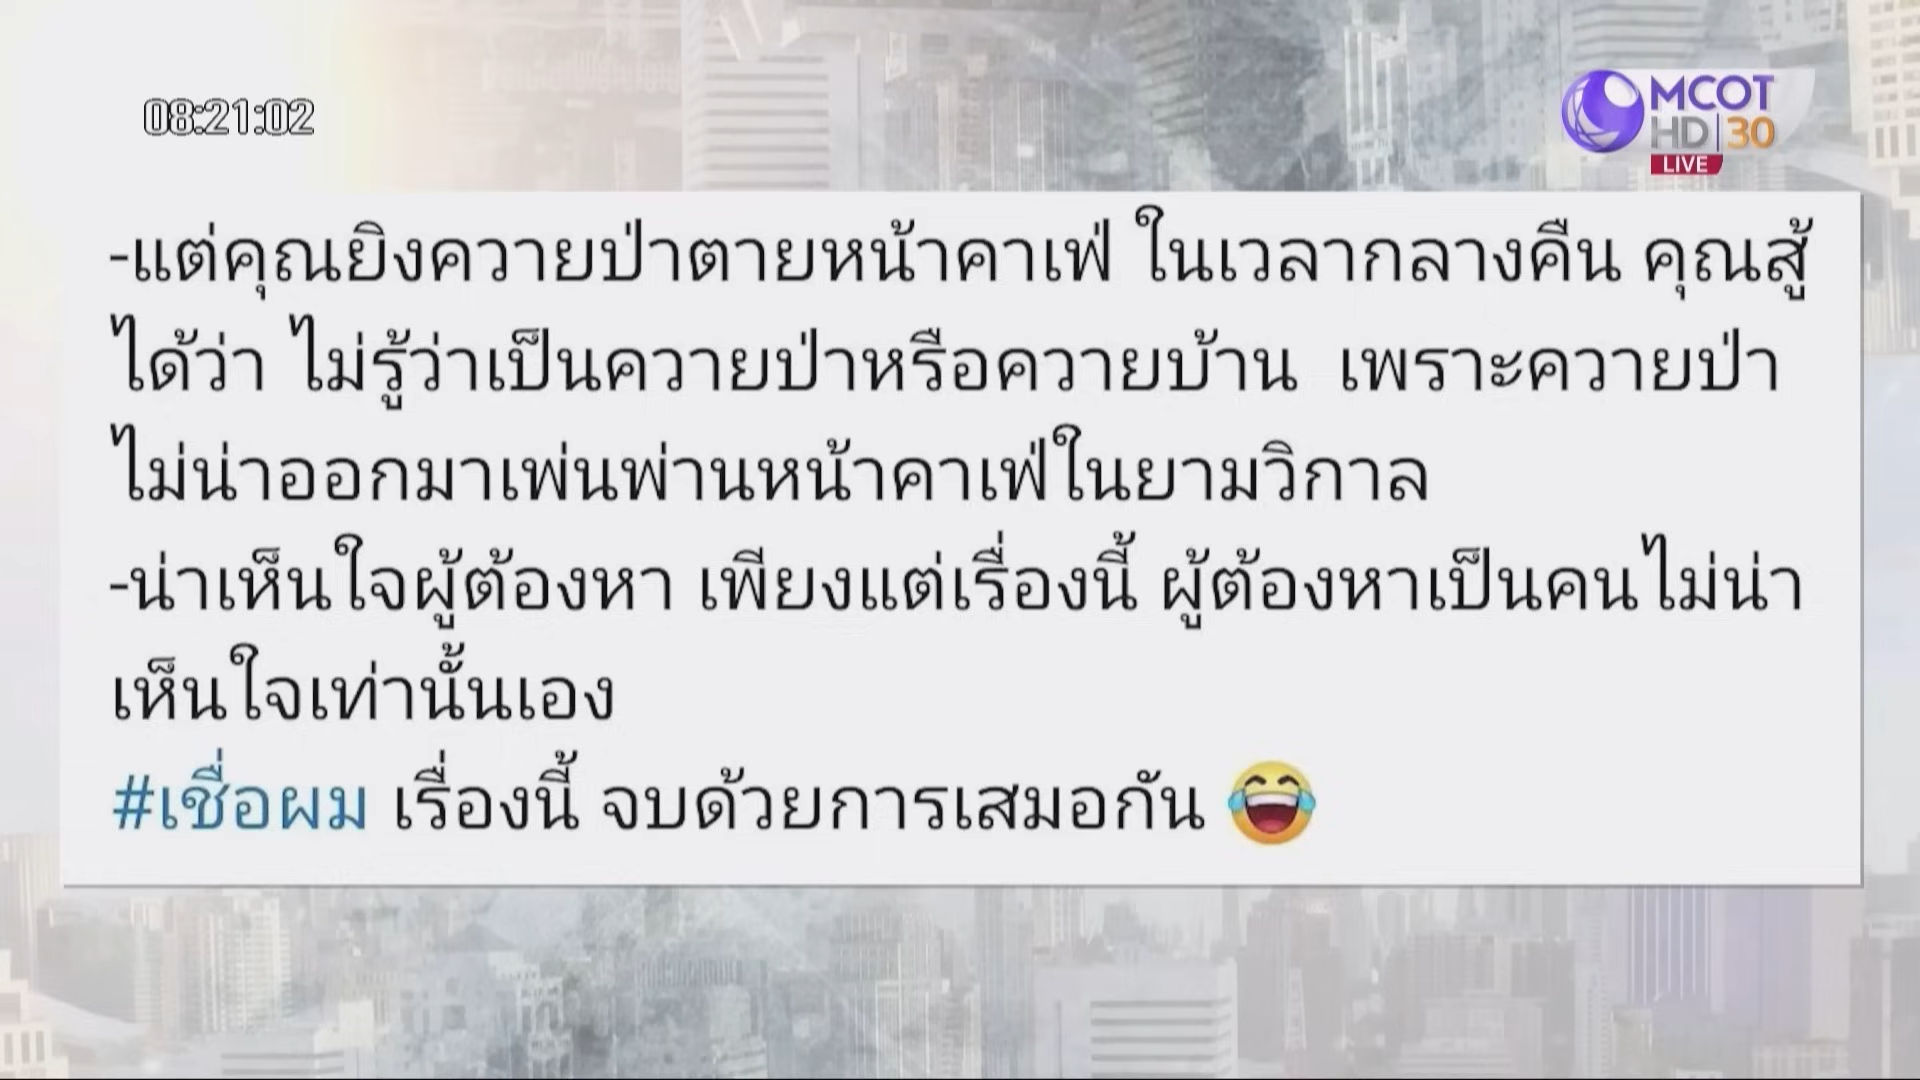 08:21:02
MCOT
HD 30
LIVE
-แต่คุณยิงควายป่าตายหน้าคาเฟ่ ในเวลากลางคืน คุณสู้
ได้ว่า ไม่รู้ว่าเป็นควายป่าหรือควายบ้าน เพราะควายป่า
ไม่น่าออกมาเพ่นพ่านหน้าคาเฟ่ในยามวิกาล
-น่าเห็นใจผู้ต้องหา เพียงแต่เรื่องนี้ ผู้ต้องหาเป็นคนไม่น่า
เห็นใจเท่านั้นเอง
#เชื่อผม เรื่องนี้ จบด้วยการเสมอกัน 😂